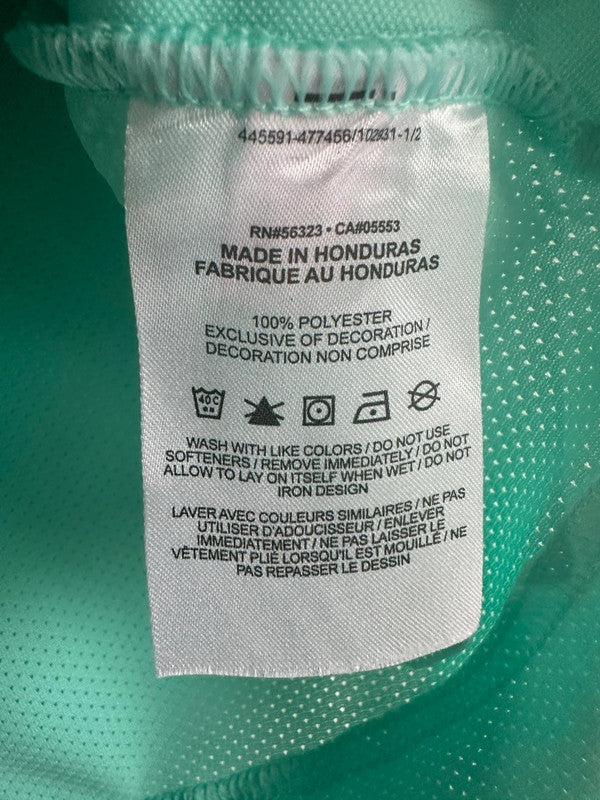 445591-477456/102931-1/2
RN#56323 • CA#05553
MADE IN HONDURAS
FABRIQUE AU HONDURAS
100% POLYESTER
EXCLUSIVE OF DECORATION /
DECORATION NON COMPRISE
40C
WASH WITH LIKE COLORS / DO NOT USE
SOFTENERS / REMOVE IMMEDIATELY / DO NOT
ALLOW TO LAY ON ITSELF WHEN WET / DO NOT
IRON DESIGN
LAVER AVEC COULEURS SIMILAIRES / NE PAS
UTILISER D'ADOUCISSEUR / ENLEVER
IMMEDIATEMENT / NE PAS LAISSER LE
VÊTEMENT PLIÉ LORSQU'IL EST MOUILLÉ / NE
PAS REPASSER LE DESSIN